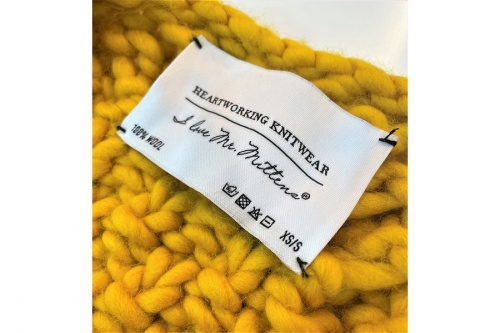 HEARTWORKING KNITWEAR
I love Mr. Mittens®
100% WOOL
XS/S